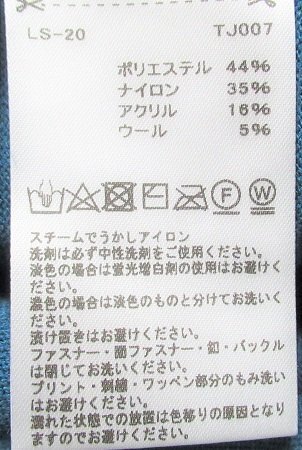 LS-20 TJ007
ポリエステル 44%
ナイロン 35%
アクリル 16%
ウール 5%
F W
スチームでうかしアイロン
洗剤は必ず中性洗剤をご使用ください。
淡色の場合は蛍光増白剤の使用はお避けく
ださい。
濃色の場合は淡色のものと分けてお洗いく
ださい。
漬け置きはお避けください。
ファスナー・面ファスナー・釦・バックル
は閉じてお洗いください。
プリント・刺繍・ワッペン部分のもみ洗い
はお避けください。
濡れた状態での放置は色移りの原因となり
ますのでお避けください。